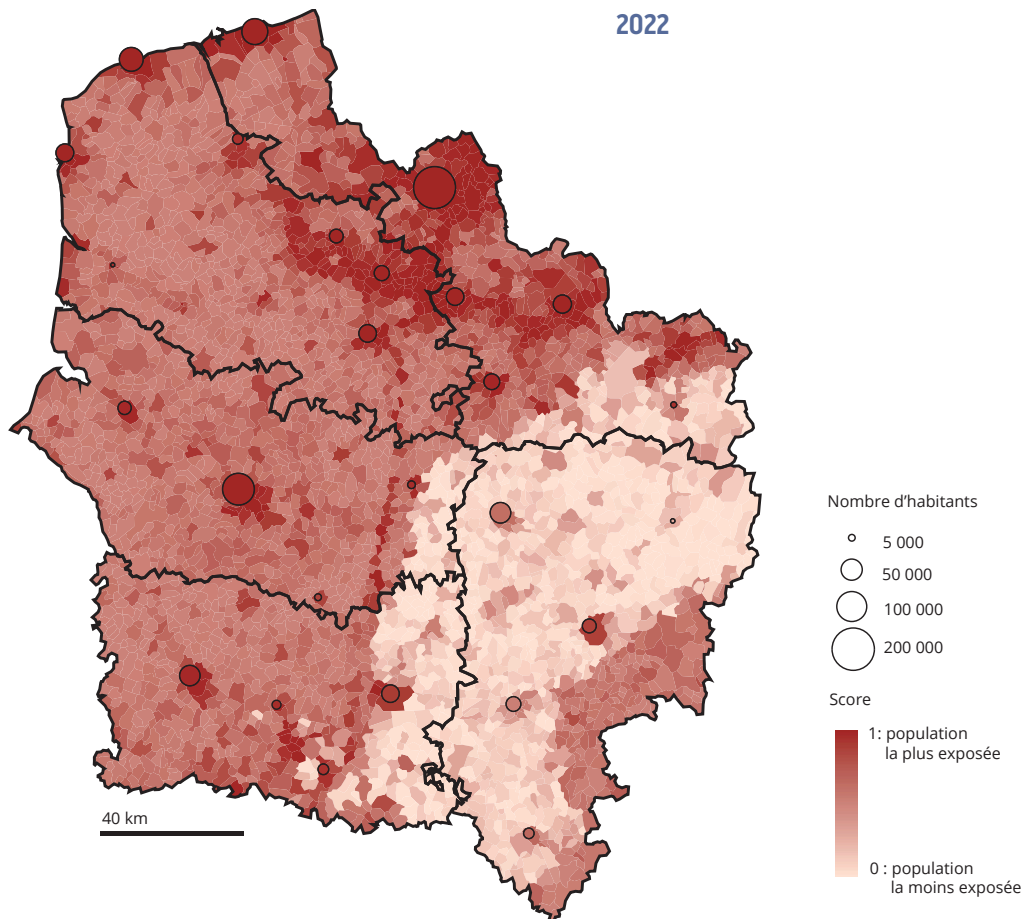 2022
Nombre d’habitants
5 000
50 000
100 000
200 000
Score
1: population
la plus exposée
0 : population
la moins exposée
40 km